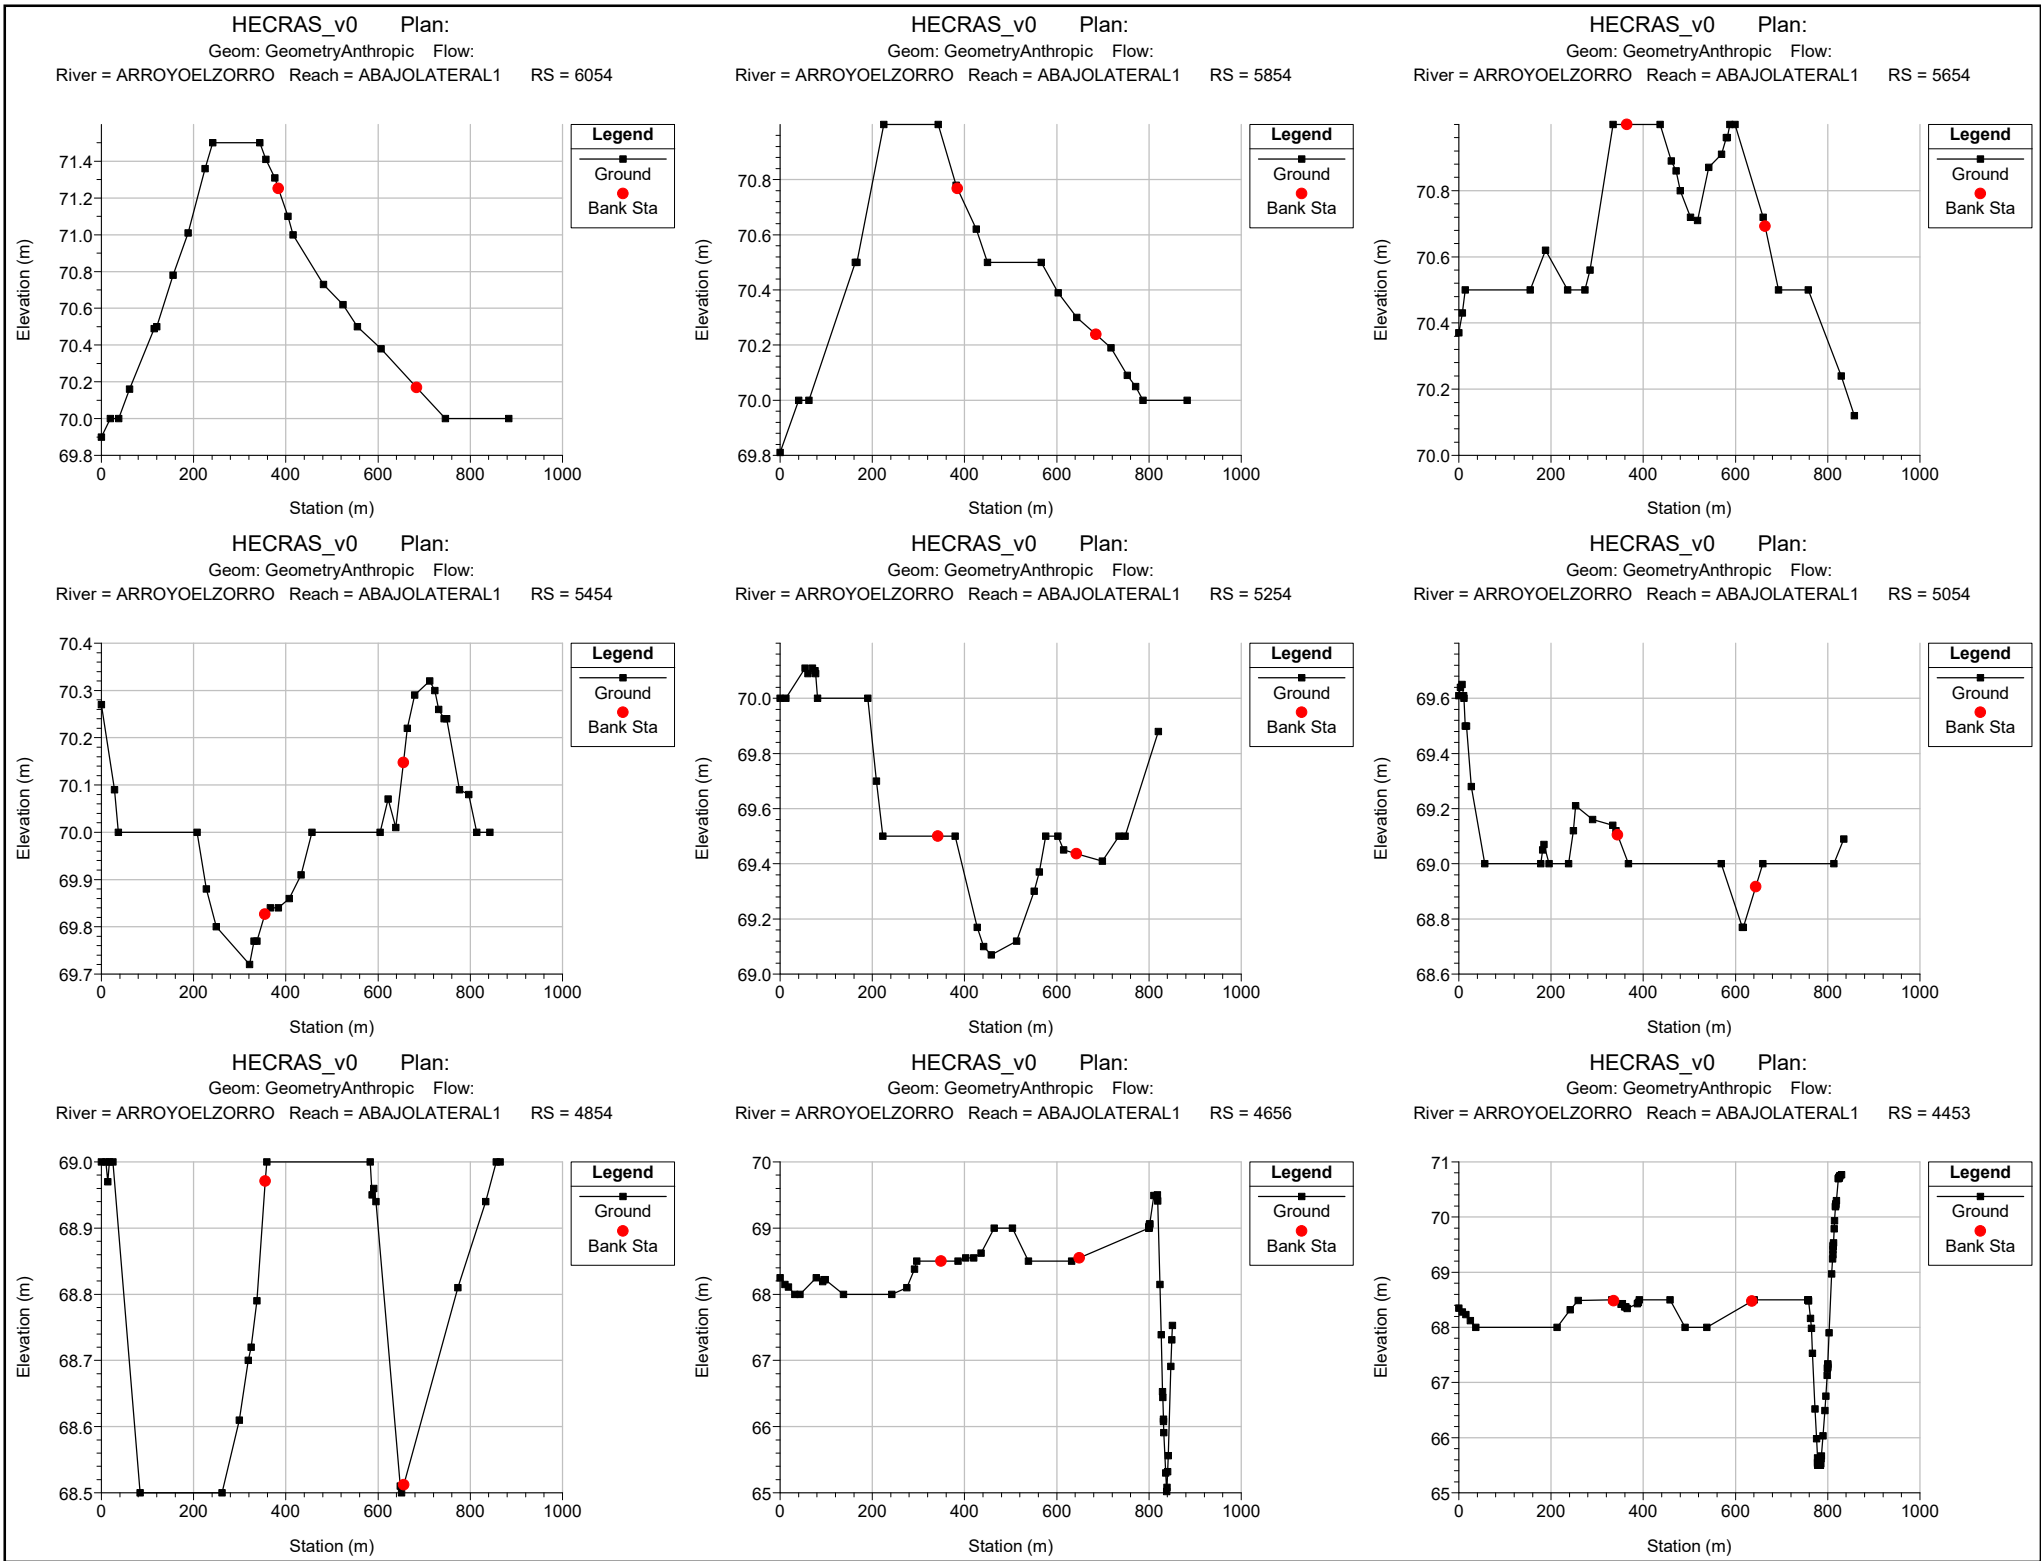 HECRAS_v0 Plan:
Geom: GeometryAnthropic Flow:
River = ARROYOELZORRO Reach = ABAJOLATERAL1 RS = 6054
71.4
71.2
71.0
70.8
70.6
70.4
70.2
70.0
69.8
0 200 400 600 800 1000
Station (m)
Elevation (m)
Legend
Ground
Bank Sta
HECRAS_v0 Plan:
Geom: GeometryAnthropic Flow:
River = ARROYOELZORRO Reach = ABAJOLATERAL1 RS = 5854
70.8
70.6
70.4
70.2
70.0
69.8
0 200 400 600 800 1000
Station (m)
Elevation (m)
Legend
Ground
Bank Sta
HECRAS_v0 Plan:
Geom: GeometryAnthropic Flow:
River = ARROYOELZORRO Reach = ABAJOLATERAL1 RS = 5654
70.8
70.6
70.4
70.2
70.0
0 200 400 600 800 1000
Station (m)
Elevation (m)
Legend
Ground
Bank Sta
HECRAS_v0 Plan:
Geom: GeometryAnthropic Flow:
River = ARROYOELZORRO Reach = ABAJOLATERAL1 RS = 5454
70.4
70.3
70.2
70.1
70.0
69.9
69.8
69.7
0 200 400 600 800 1000
Station (m)
Elevation (m)
Legend
Ground
Bank Sta
HECRAS_v0 Plan:
Geom: GeometryAnthropic Flow:
River = ARROYOELZORRO Reach = ABAJOLATERAL1 RS = 5254
70.0
69.8
69.6
69.4
69.2
69.0
0 200 400 600 800 1000
Station (m)
Elevation (m)
Legend
Ground
Bank Sta
HECRAS_v0 Plan:
Geom: GeometryAnthropic Flow:
River = ARROYOELZORRO Reach = ABAJOLATERAL1 RS = 5054
69.6
69.4
69.2
69.0
68.8
68.6
0 200 400 600 800 1000
Station (m)
Elevation (m)
Legend
Ground
Bank Sta
HECRAS_v0 Plan:
Geom: GeometryAnthropic Flow:
River = ARROYOELZORRO Reach = ABAJOLATERAL1 RS = 4854
69.0
68.9
68.8
68.7
68.6
68.5
0 200 400 600 800 1000
Station (m)
Elevation (m)
Legend
Ground
Bank Sta
HECRAS_v0 Plan:
Geom: GeometryAnthropic Flow:
River = ARROYOELZORRO Reach = ABAJOLATERAL1 RS = 4656
70
69
68
67
66
65
0 200 400 600 800 1000
Station (m)
Elevation (m)
Legend
Ground
Bank Sta
HECRAS_v0 Plan:
Geom: GeometryAnthropic Flow:
River = ARROYOELZORRO Reach = ABAJOLATERAL1 RS = 4453
71
70
69
68
67
66
65
0 200 400 600 800 1000
Station (m)
Elevation (m)
Legend
Ground
Bank Sta